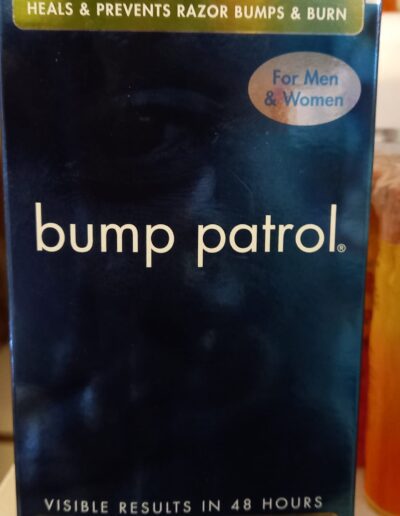 HEALS & PREVENTS RAZOR BUMPS & BURN
For Men
& Women
bump patrol®
VISIBLE RESULTS IN 48 HOURS